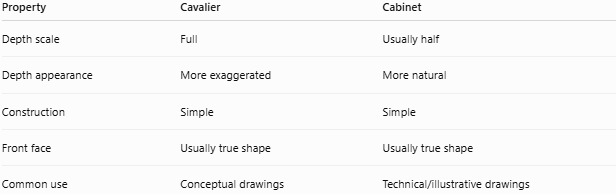 Property Cavalier Cabinet
Depth scale Full Usually half
Depth appearance More exaggerated More natural
Construction Simple Simple
Front face Usually true shape Usually true shape
Common use Conceptual drawings Technical/illustrative drawings